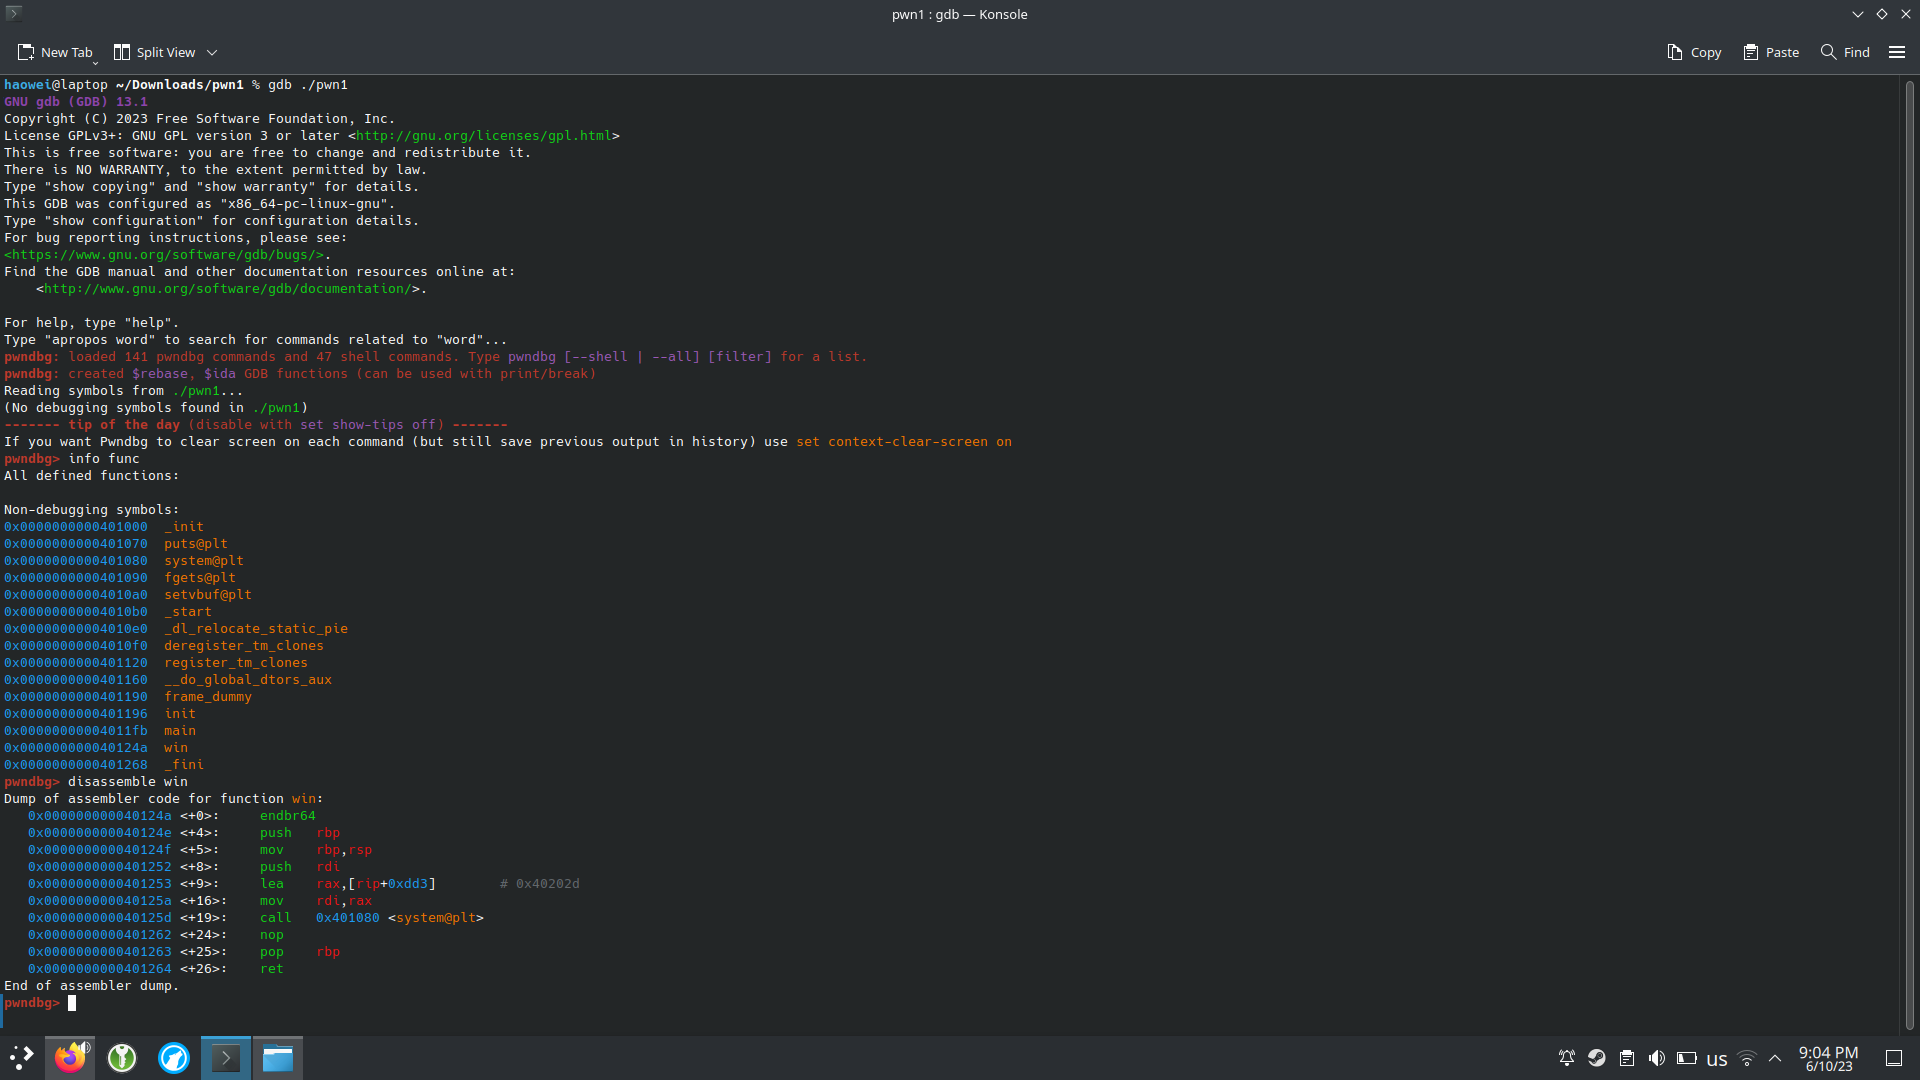 pwn1 : gdb — Konsole
New Tab Split View Copy Paste Find
haowei@laptop ~/Downloads/pwn1 % gdb ./pwn1
GNU gdb (GDB) 13.1
Copyright (C) 2023 Free Software Foundation, Inc.
License GPLv3+: GNU GPL version 3 or later <http://gnu.org/licenses/gpl.html>
This is free software: you are free to change and redistribute it.
There is NO WARRANTY, to the extent permitted by law.
Type "show copying" and "show warranty" for details.
This GDB was configured as "x86_64-pc-linux-gnu".
Type "show configuration" for configuration details.
For bug reporting instructions, please see:
<https://www.gnu.org/software/gdb/bugs/>.
Find the GDB manual and other documentation resources online at:
    <http://www.gnu.org/software/gdb/documentation/>.
For help, type "help".
Type "apropos word" to search for commands related to "word"...
pwndbg: loaded 141 pwndbg commands and 47 shell commands. Type pwndbg [--shell | --all] [filter] for a list.
pwndbg: created $rebase, $ida GDB functions (can be used with print/break)
Reading symbols from ./pwn1...
(No debugging symbols found in ./pwn1)
------- tip of the day (disable with set show-tips off) -------
If you want Pwndbg to clear screen on each command (but still save previous output in history) use set context-clear-screen on
pwndbg> info func
All defined functions:
Non-debugging symbols:
0x0000000000401000  _init
0x0000000000401070  puts@plt
0x0000000000401080  system@plt
0x0000000000401090  fgets@plt
0x00000000004010a0  setvbuf@plt
0x00000000004010b0  _start
0x00000000004010e0  _dl_relocate_static_pie
0x00000000004010f0  deregister_tm_clones
0x0000000000401120  register_tm_clones
0x0000000000401160  __do_global_dtors_aux
0x0000000000401190  frame_dummy
0x0000000000401196  init
0x00000000004011fb  main
0x000000000040124a  win
0x0000000000401268  _fini
pwndbg> disassemble win
Dump of assembler code for function win:
   0x000000000040124a <+0>:     endbr64
   0x000000000040124e <+4>:     push   rbp
   0x000000000040124f <+5>:     mov    rbp,rsp
   0x0000000000401252 <+8>:     push   rdi
   0x0000000000401253 <+9>:     lea    rax,[rip+0xdd3]        # 0x40202d
   0x000000000040125a <+16>:    mov    rdi,rax
   0x000000000040125d <+19>:    call   0x401080 <system@plt>
   0x0000000000401262 <+24>:    nop
   0x0000000000401263 <+25>:    pop    rbp
   0x0000000000401264 <+26>:    ret
End of assembler dump.
pwndbg>
us 9:04 PM
6/10/23